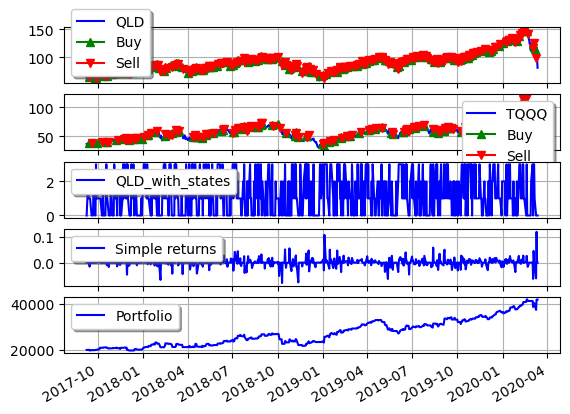 150
100
QLD
Buy
Sell
100
50
TQQQ
Buy
Sell
2
0
QLD_with_states
0.1
0.0
Simple returns
40000
20000
Portfolio
2017-10 2018-01 2018-04 2018-07 2018-10 2019-01 2019-04 2019-07 2019-10 2020-01 2020-04